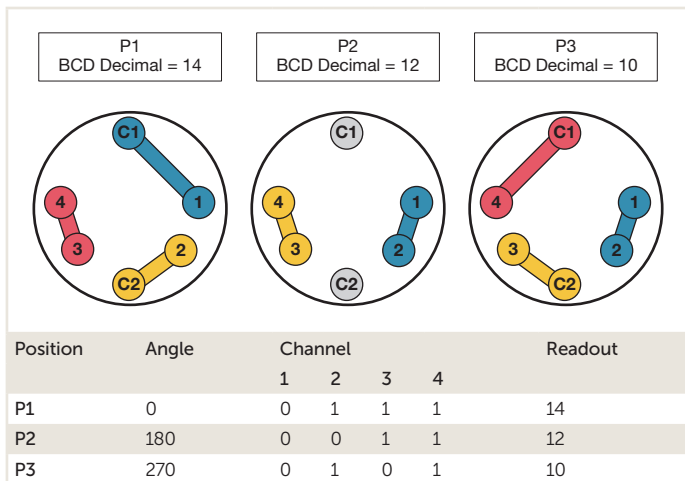 P1
BCD Decimal = 14
P2
BCD Decimal = 12
P3
BCD Decimal = 10
C1
4
1
3
2
C2
C1
4
1
3
2
C2
C1
4
1
3
2
C2
Position Angle Channel Readout
1 2 3 4
P1 0 0 1 1 1 14
P2 180 0 0 1 1 12
P3 270 0 1 0 1 10